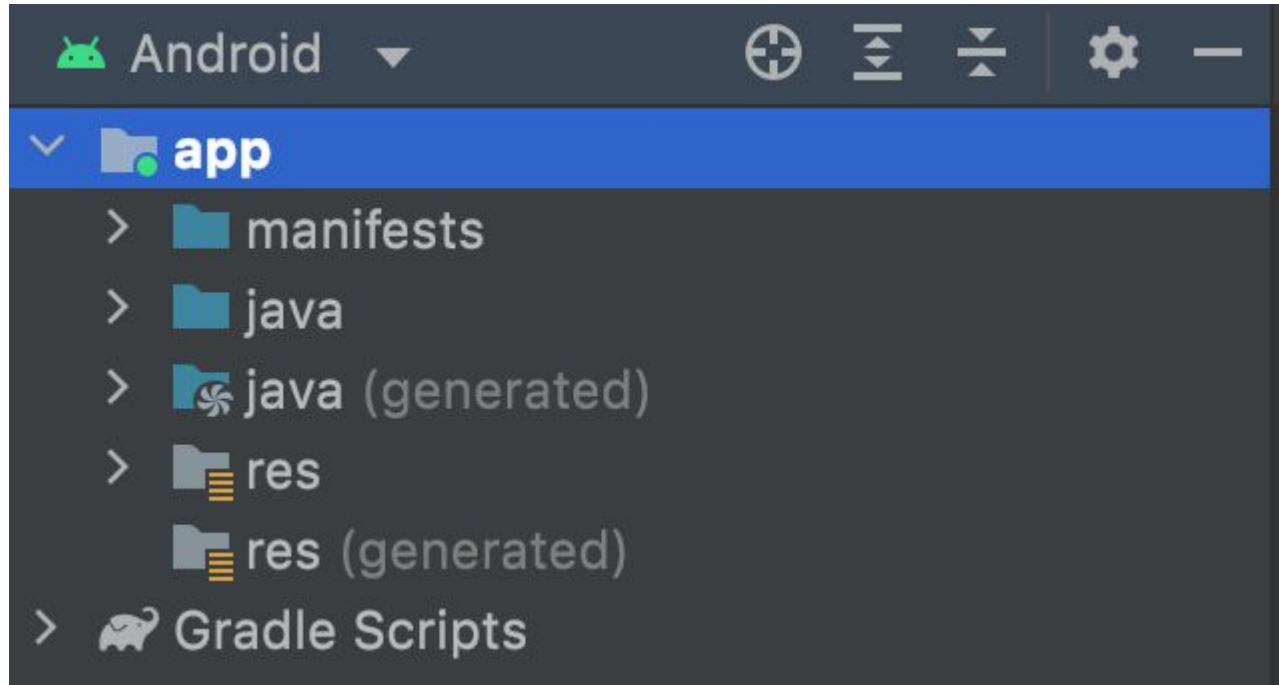 Android
app
manifests
java
java (generated)
res
res (generated)
Gradle Scripts